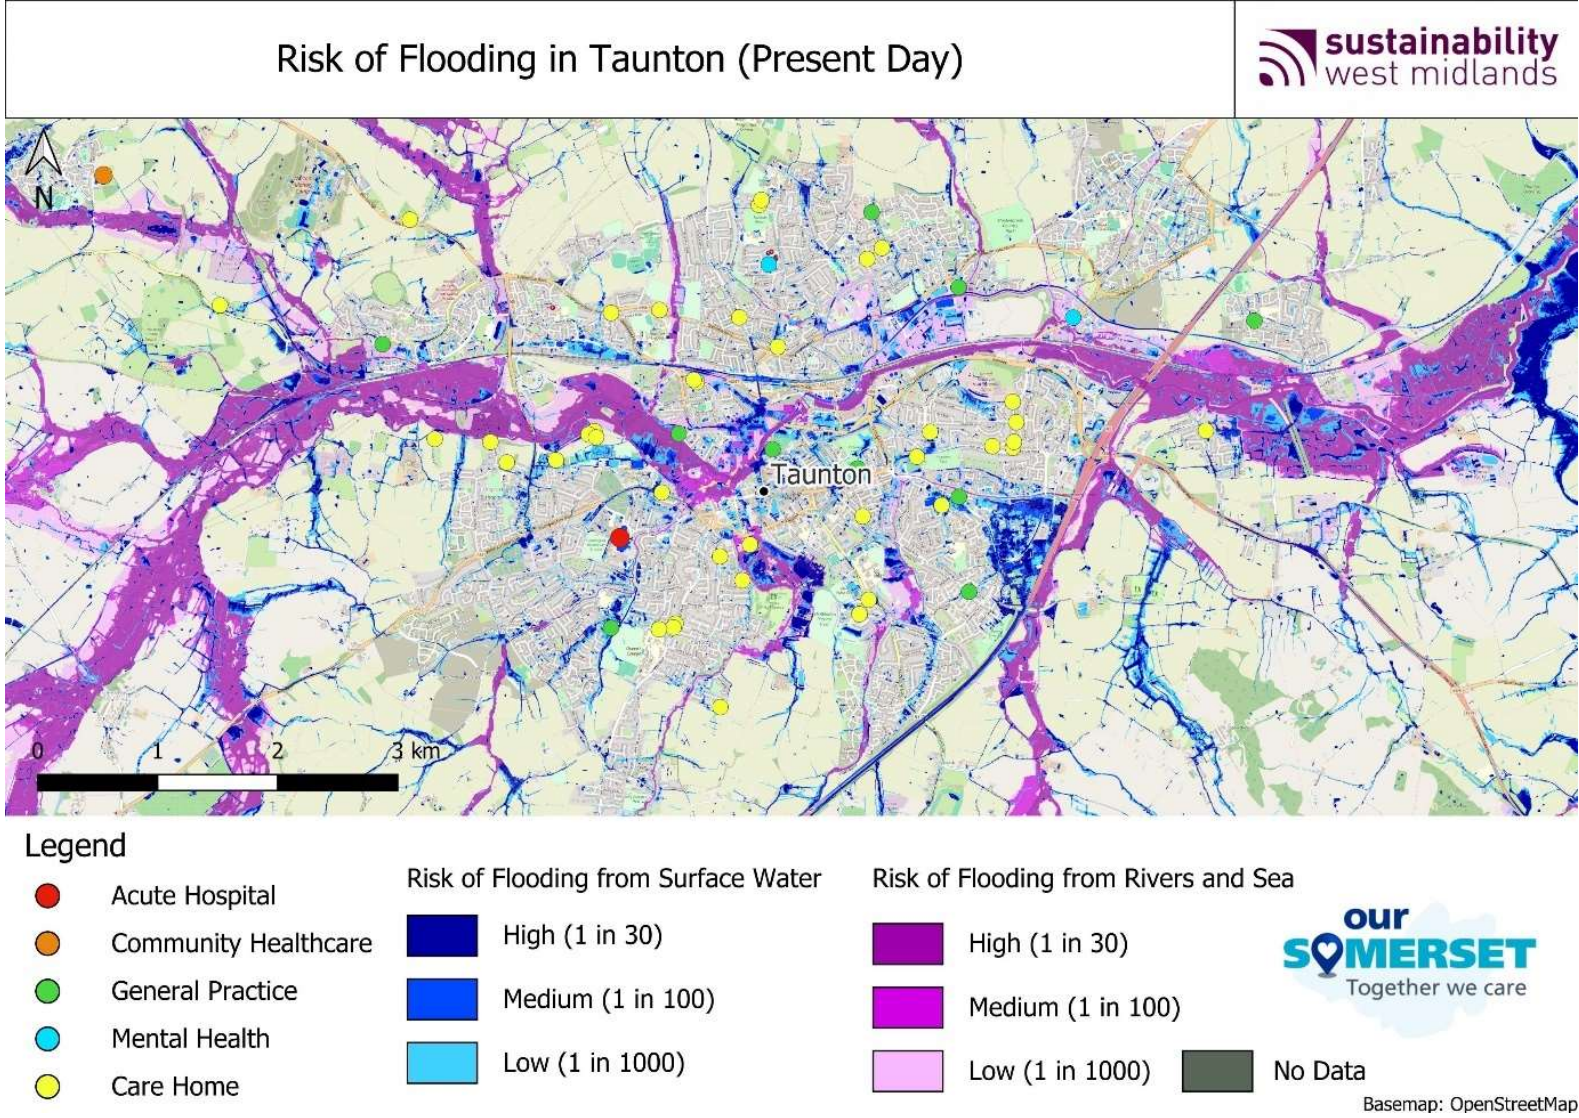 Risk of Flooding in Taunton (Present Day)
sustainability
west midlands
N
Taunton
0 1 2 3 km
Legend
Acute Hospital
Community Healthcare
General Practice
Mental Health
Care Home
Risk of Flooding from Surface Water
High (1 in 30)
Medium (1 in 100)
Low (1 in 1000)
Risk of Flooding from Rivers and Sea
High (1 in 30)
Medium (1 in 100)
Low (1 in 1000)
No Data
our
SOMERSET
Together we care
Basemap: OpenStreetMap